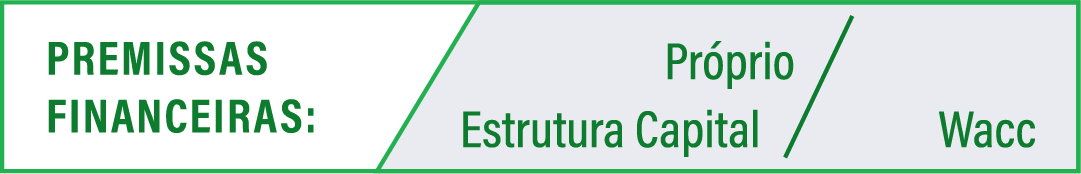 PREMISSAS
FINANCEIRAS:
Próprio
Estrutura Capital
Wacc